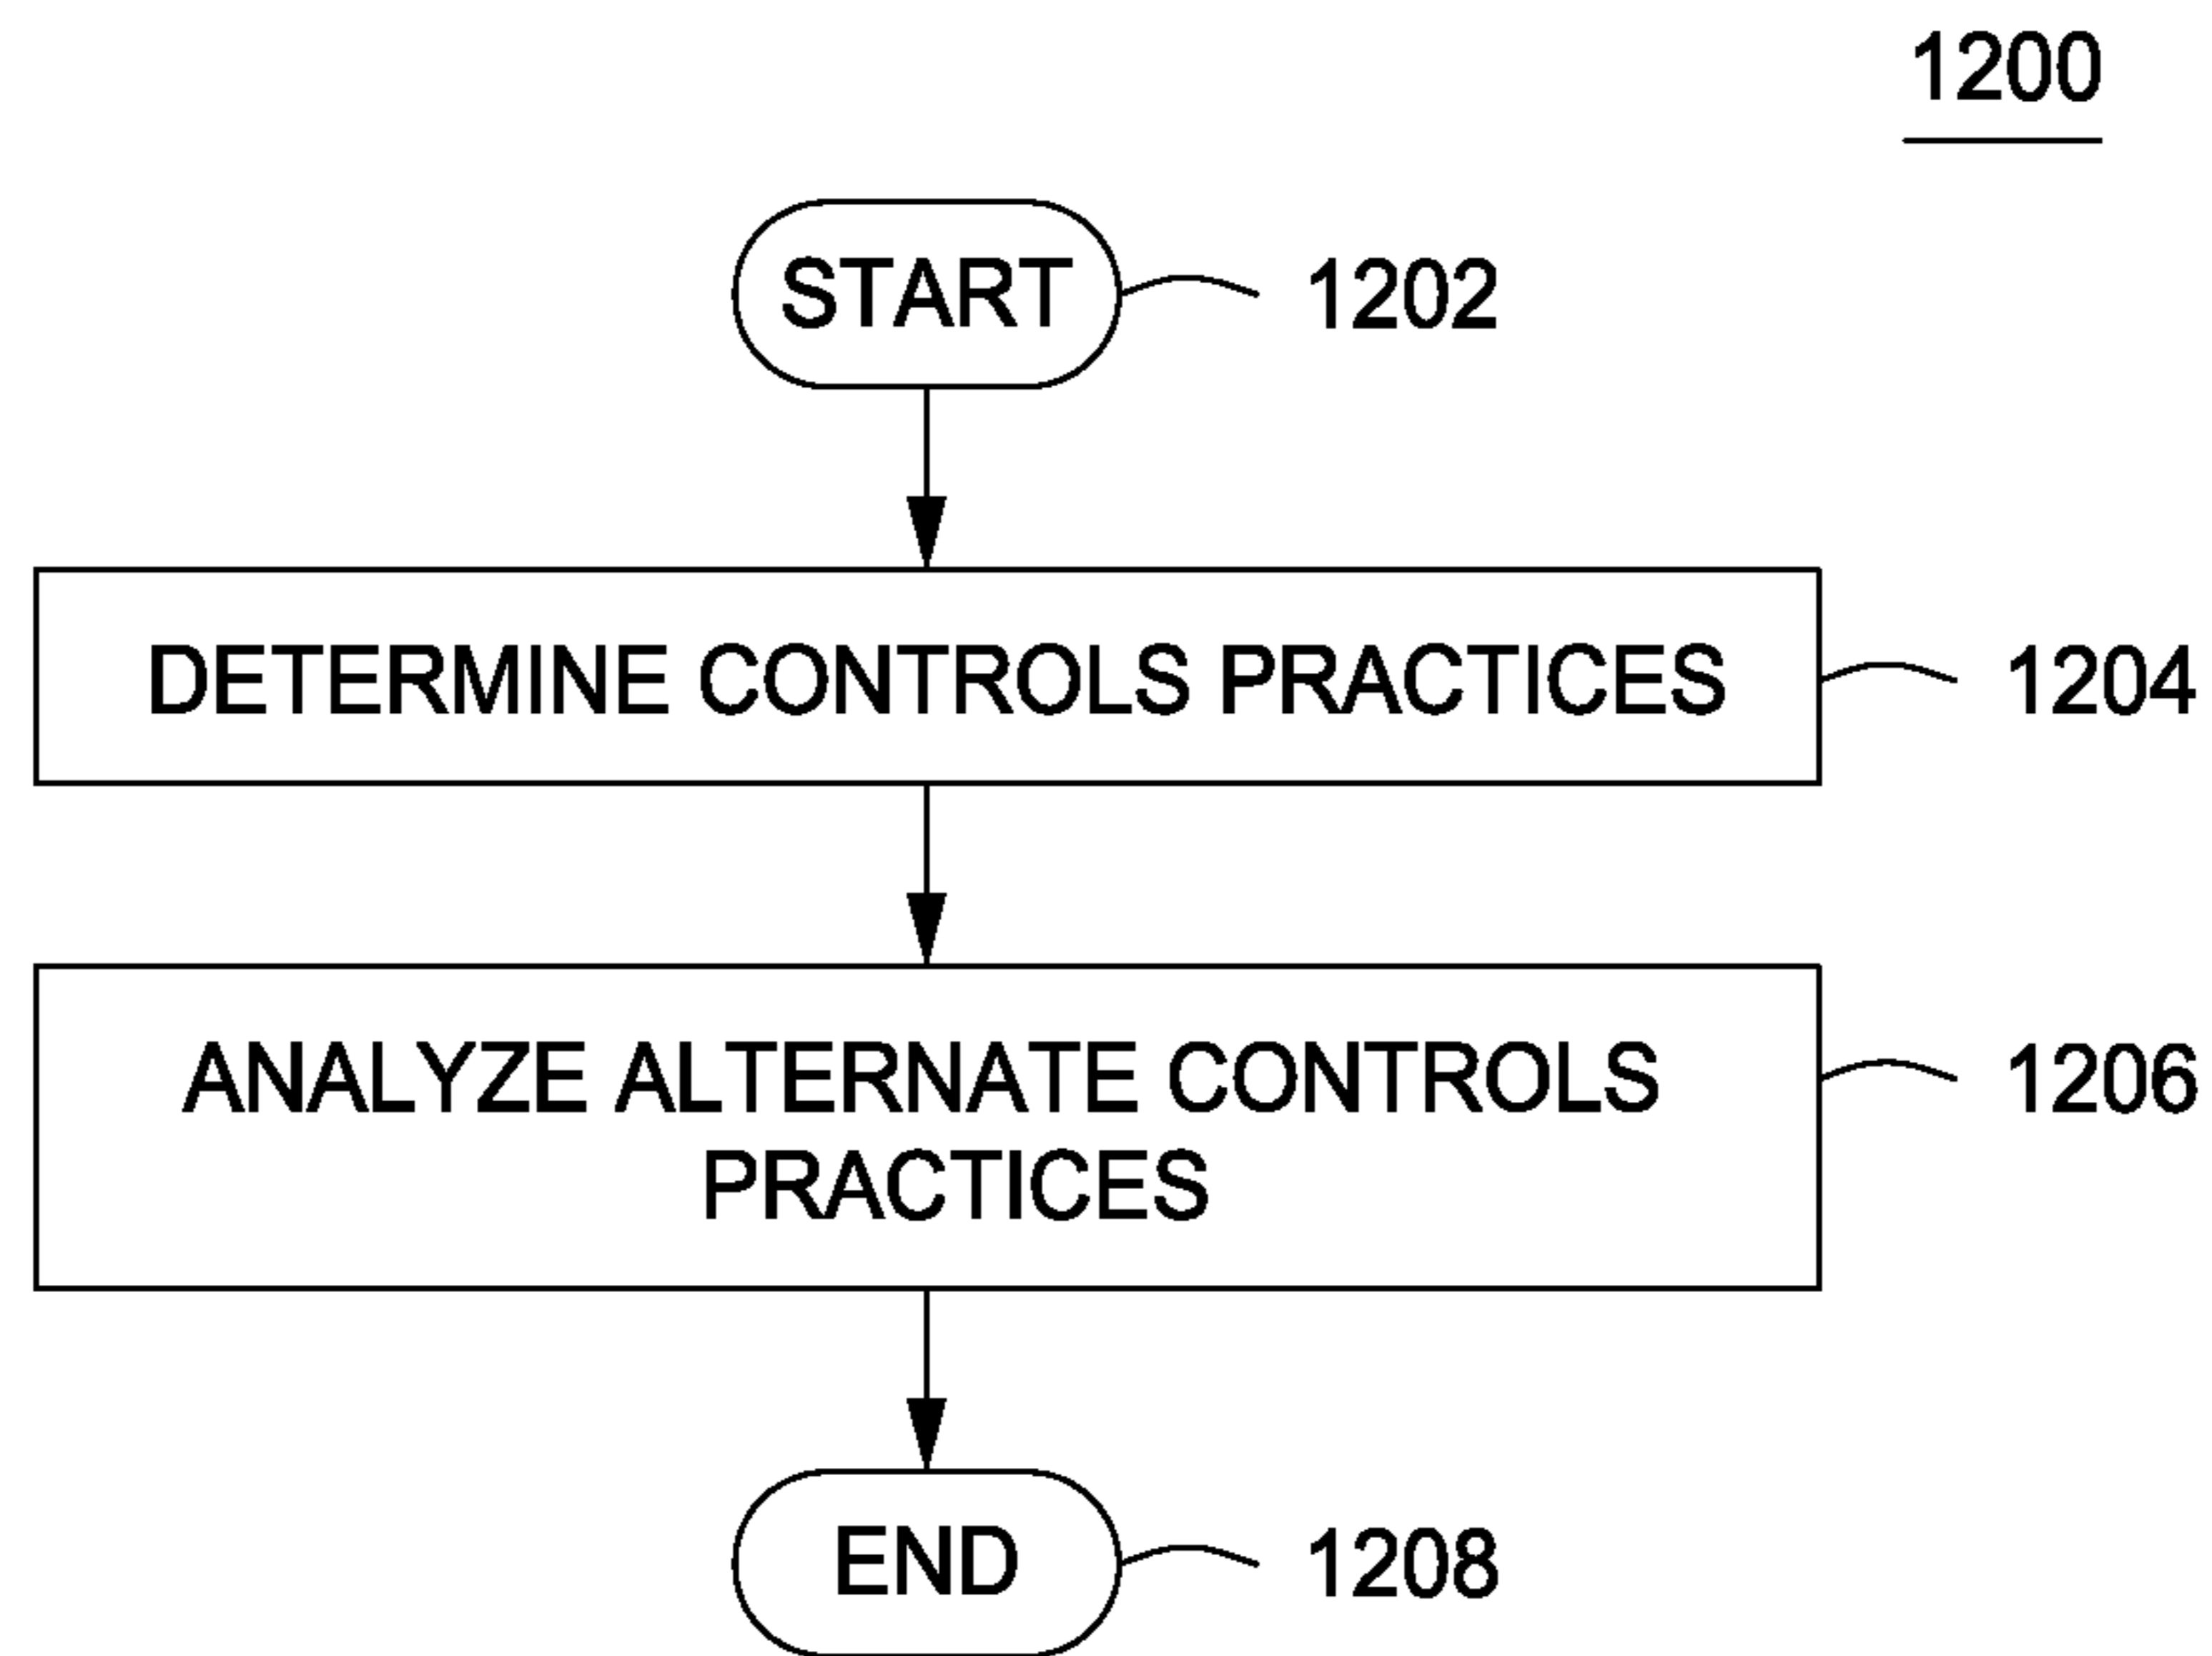 1200
START
1202
DETERMINE CONTROLS PRACTICES
1204
ANALYZE ALTERNATE CONTROLS
PRACTICES
1206
END
1208